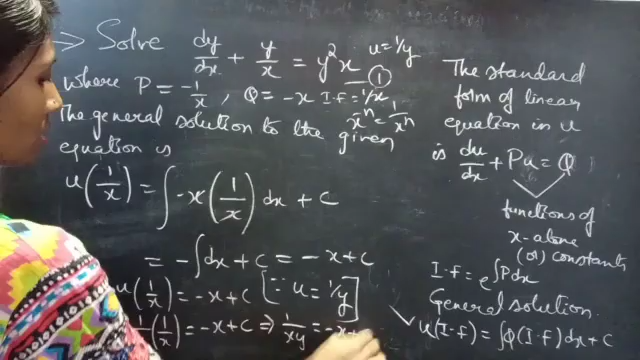 ⇒ Solve dy/dx + y/x = y²x —①
u = 1/y
where P = -1/x, Q = -x I.f = 1/x
x⁻ⁿ = 1/xⁿ
The general solution to the given
equation is
u(1/x) = ∫-x(1/x) dx + C
= -∫dx + C = -x + C
u(1/x) = -x + C [∵ u = 1/y]
(1/x) = -x + C ⇒ 1/xy = -x +
The standard
form of linear
equation in u
is du/dx + Pu = Q
functions of
x-alone
(or) constants
I.f = e^∫Pdx
General solution.
u(I.f) = ∫Q(I.f)dx + C